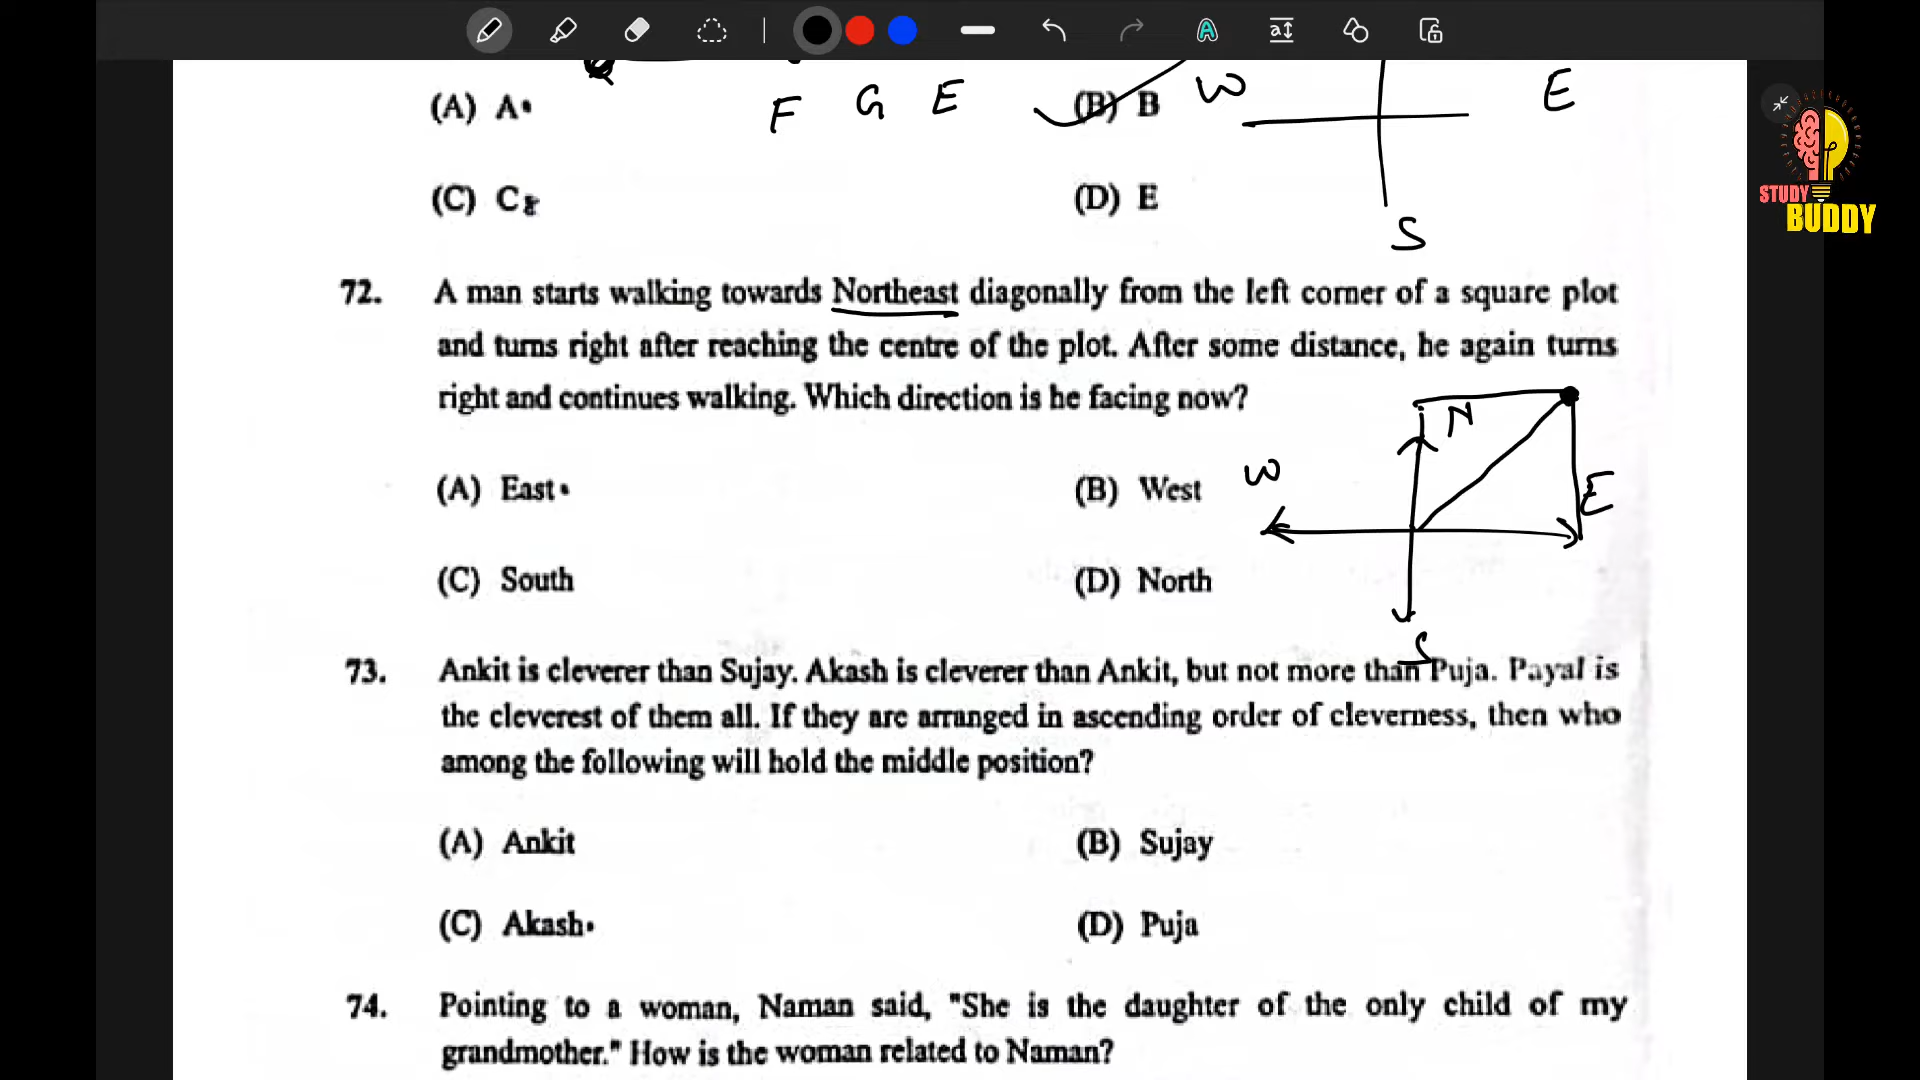 A aI
W E
(A) A F G E (B) B
(C) C (D) E
S
STUDY
BUDDY
72. A man starts walking towards Northeast diagonally from the left corner of a square plot
and turns right after reaching the centre of the plot. After some distance, he again turns
right and continues walking. Which direction is he facing now?
N
W
E
(A) East (B) West
(C) South (D) North
S
73. Ankit is cleverer than Sujay. Akash is cleverer than Ankit, but not more than Puja. Payal is
the cleverest of them all. If they are arranged in ascending order of cleverness, then who
among the following will hold the middle position?
(A) Ankit (B) Sujay
(C) Akash (D) Puja
74. Pointing to a woman, Naman said, "She is the daughter of the only child of my
grandmother." How is the woman related to Naman?